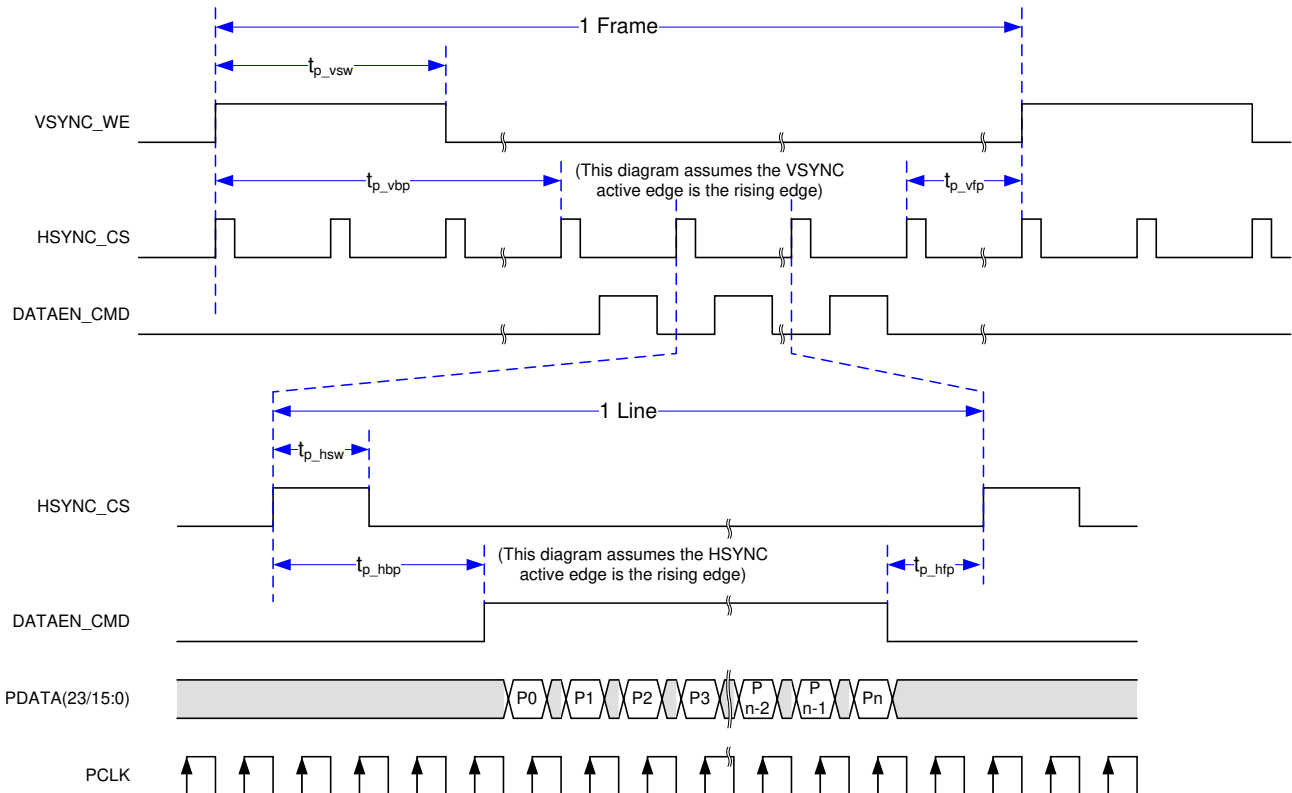 1 Frame
tp_vsw
VSYNC_WE
(This diagram assumes the VSYNC
active edge is the rising edge)
tp_vbp
tp_vfp
HSYNC_CS
DATAEN_CMD
1 Line
tp_hsw
HSYNC_CS
(This diagram assumes the HSYNC
active edge is the rising edge)
tp_hbp
tp_hfp
DATAEN_CMD
PDATA(23/15:0)
P0
P1
P2
P3
P
n-2
P
n-1
Pn
PCLK